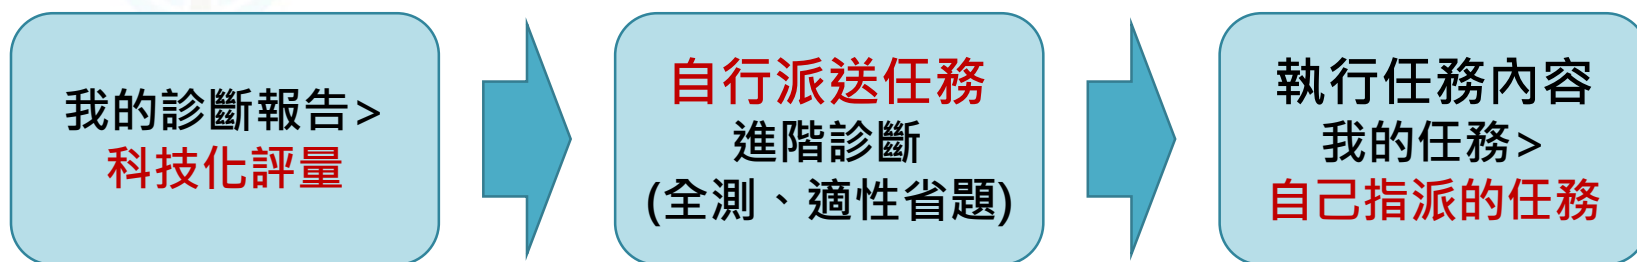 我的診斷報告>
科技化評量
自行派送任務
進階診斷
(全測、適性省題)
執行任務內容
我的任務>
自己指派的任務